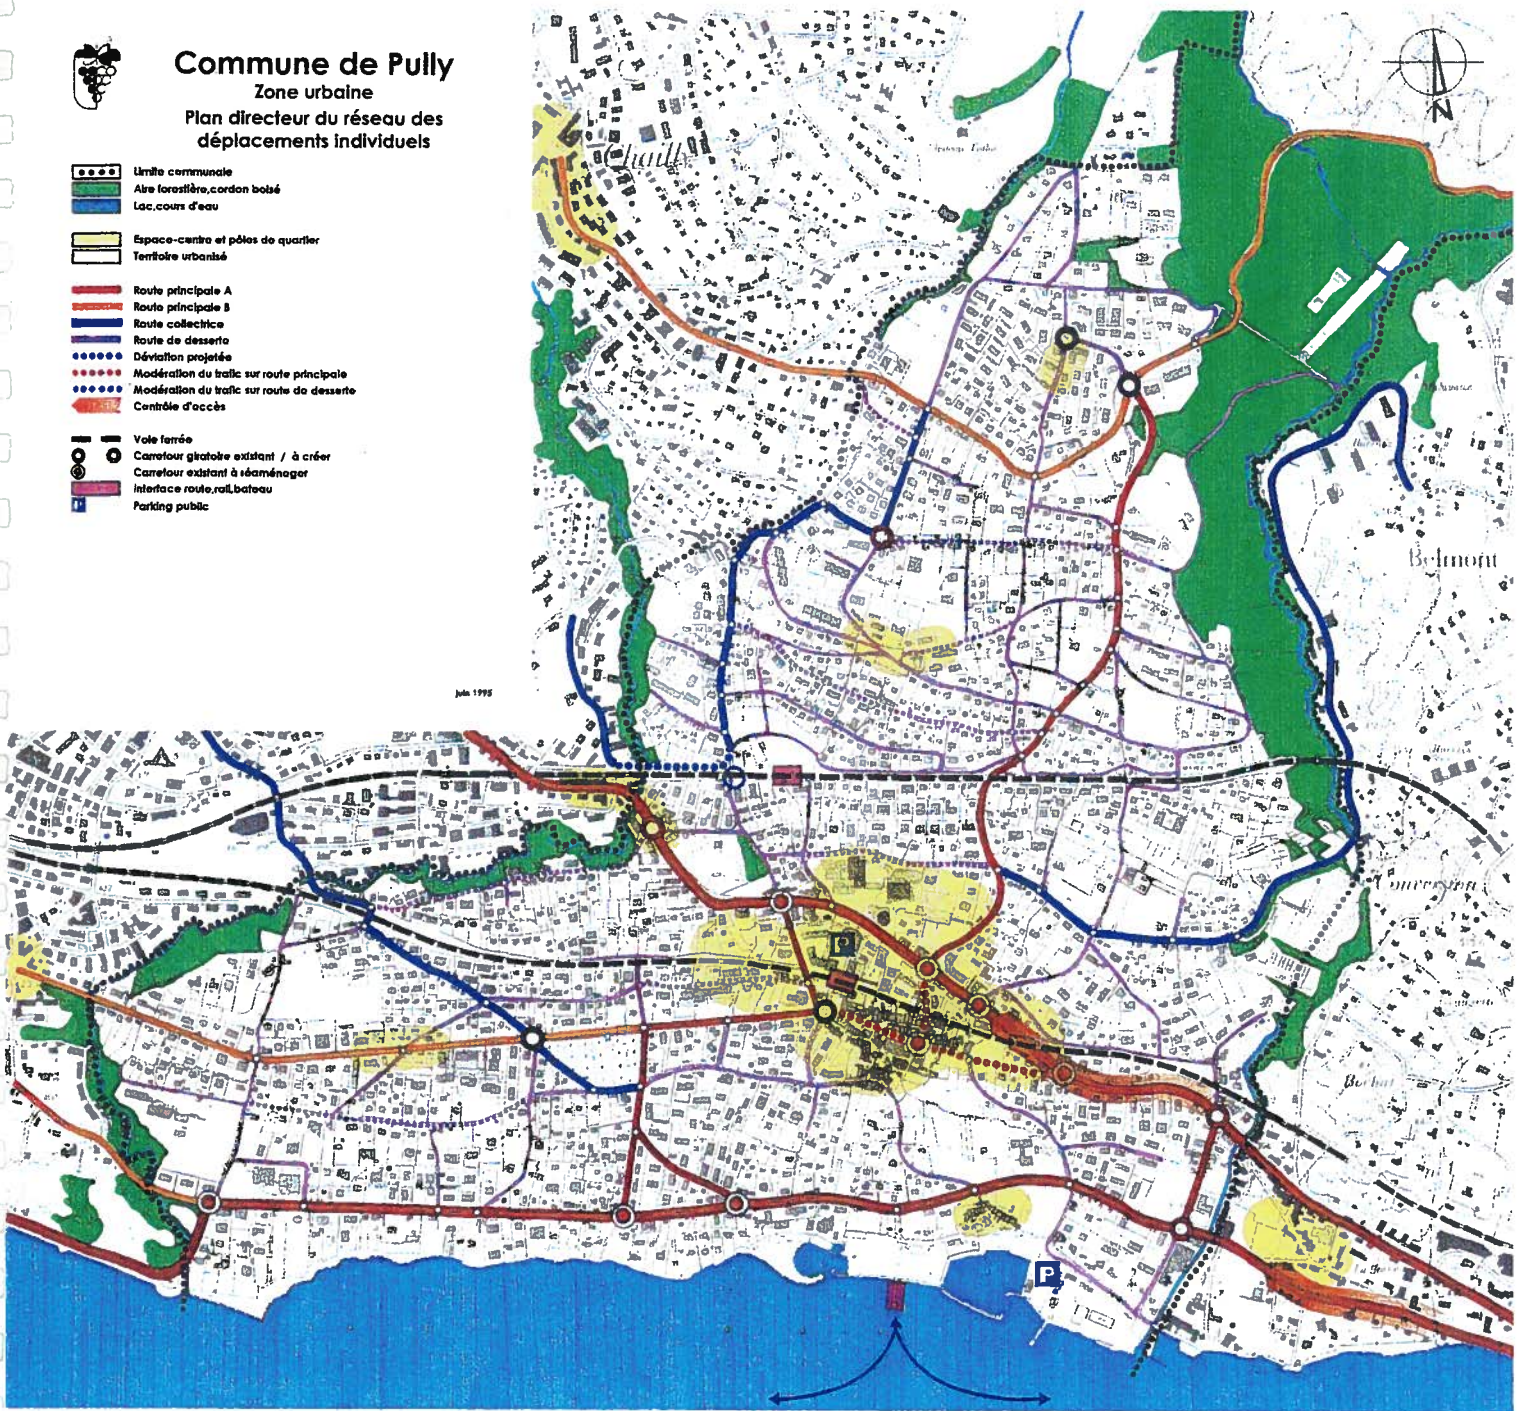 Commune de Pully
Zone urbaine
Plan directeur du réseau des
déplacements individuels
Limite communale
Aire forestière,cordon boisé
Lac,cours d'eau
Espace-centre et pôles de quartier
Territoire urbanisé
Route principale A
Route principale B
Route collectrice
Route de desserte
Déviation projetée
Modération du trafic sur route principale
Modération du trafic sur route de desserte
Contrôle d'accès
Voie ferrée
Carrefour giratoire existant / à créer
Carrefour existant à réaménager
Interface route,rail,bateau
P Parking public
juin 1995
N
Chailly
Belmont
P
P